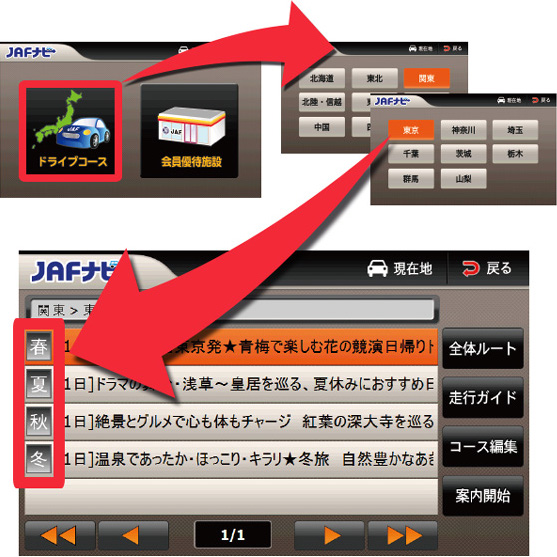 JAFナビ
JAF
ドライブコース
会員優待施設
現在地
戻る
北海道
東北
関東
北陸・信越
中国
JAFナビ
現在地
戻る
東京
神奈川
埼玉
千葉
茨城
栃木
群馬
山梨
JAFナビ
現在地
戻る
関東 > 東
春
東京発★青梅で楽しむ花の競演日帰り
夏
1日]ドラマの・浅草～皇居を巡る、夏休みにおすすめ
秋
1日]絶景とグルメで心も体もチャージ 紅葉の深大寺を巡る
冬
1日]温泉であったか・ほっこり・キラリ★冬旅 自然豊かなあき
全体ルート
走行ガイド
コース編集
案内開始
1/1